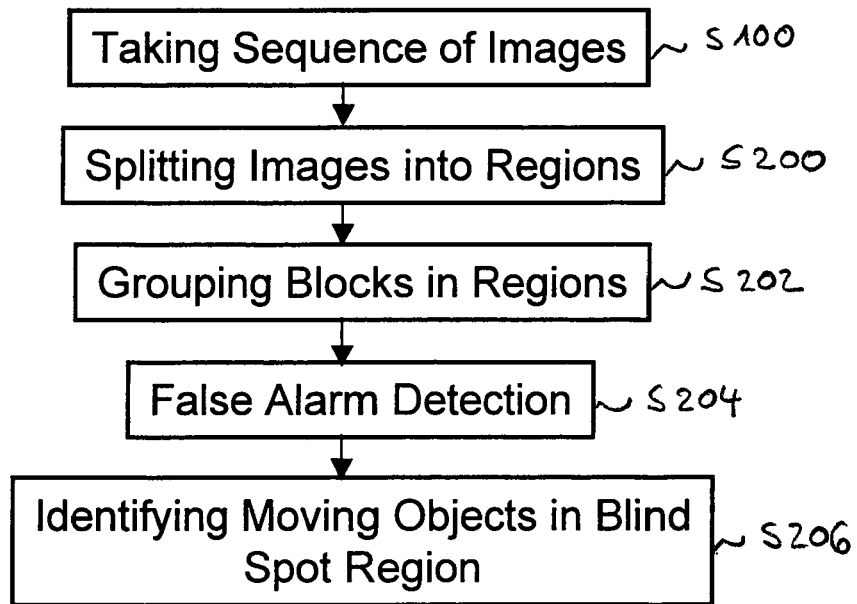 Taking Sequence of Images S100
Splitting Images into Regions S200
Grouping Blocks in Regions S202
False Alarm Detection S204
Identifying Moving Objects in Blind
Spot Region S206